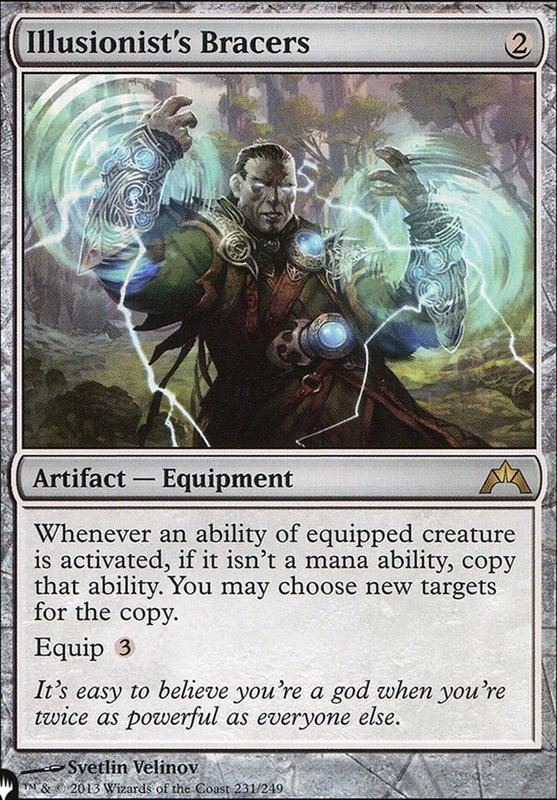 Illusionist's Bracers 2
Artifact — Equipment
Whenever an ability of equipped creature
is activated, if it isn't a mana ability, copy
that ability. You may choose new targets
for the copy.
Equip 3
It's easy to believe you're a god when you're
twice as powerful as everyone else.
Svetlin Velinov
™ & © 2013 Wizards of the Coast 231/249